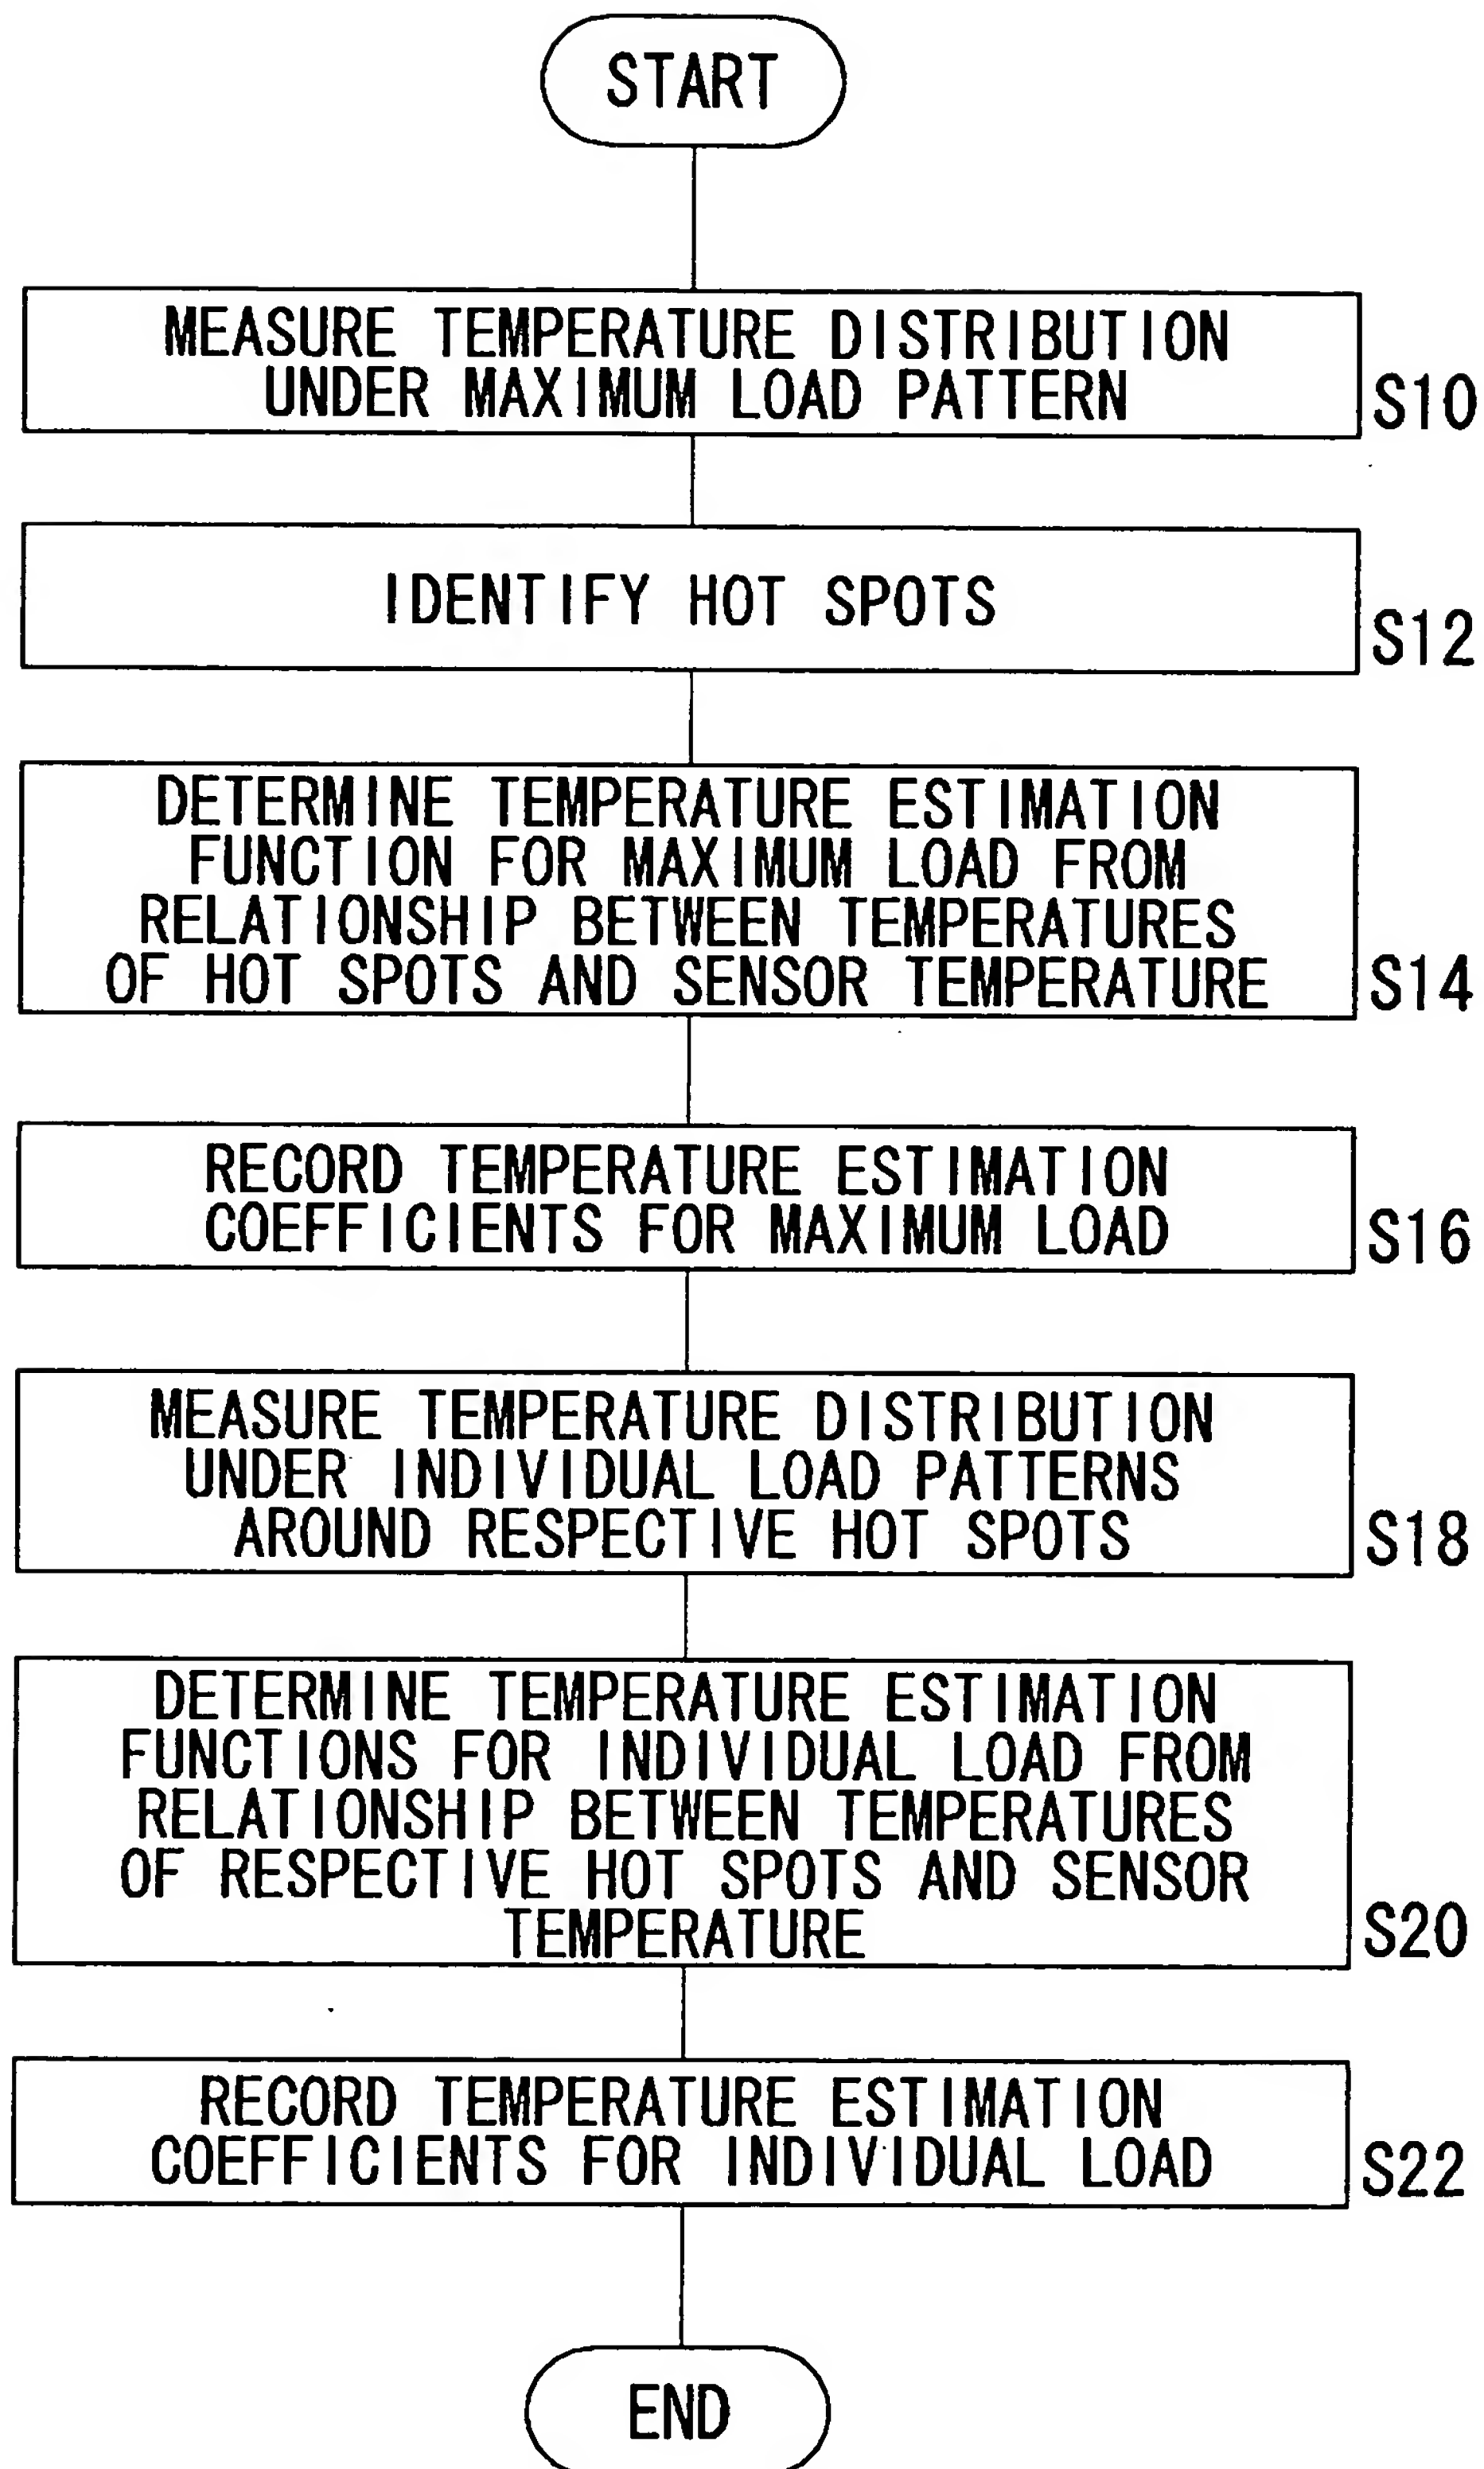 START
MEASURE TEMPERATURE DISTRIBUTION
UNDER MAXIMUM LOAD PATTERN
S10
IDENTIFY HOT SPOTS
S12
DETERMINE TEMPERATURE ESTIMATION
FUNCTION FOR MAXIMUM LOAD FROM
RELATIONSHIP BETWEEN TEMPERATURES
OF HOT SPOTS AND SENSOR TEMPERATURE
S14
RECORD TEMPERATURE ESTIMATION
COEFFICIENTS FOR MAXIMUM LOAD
S16
MEASURE TEMPERATURE DISTRIBUTION
UNDER INDIVIDUAL LOAD PATTERNS
AROUND RESPECTIVE HOT SPOTS
S18
DETERMINE TEMPERATURE ESTIMATION
FUNCTIONS FOR INDIVIDUAL LOAD FROM
RELATIONSHIP BETWEEN TEMPERATURES
OF RESPECTIVE HOT SPOTS AND SENSOR
TEMPERATURE
S20
RECORD TEMPERATURE ESTIMATION
COEFFICIENTS FOR INDIVIDUAL LOAD
S22
END